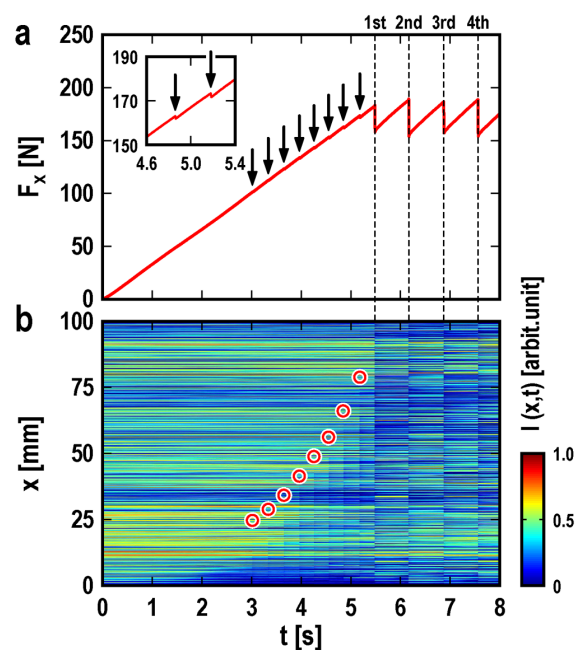 a
1st 2nd 3rd 4th
250
200
150
100
50
0
F_x [N]
190
170
150
4.6 5.0 5.4
b
100
75
50
25
0
x [mm]
0 1 2 3 4 5 6 7 8
t [s]
I (x,t) [arbit.unit]
1.0
0